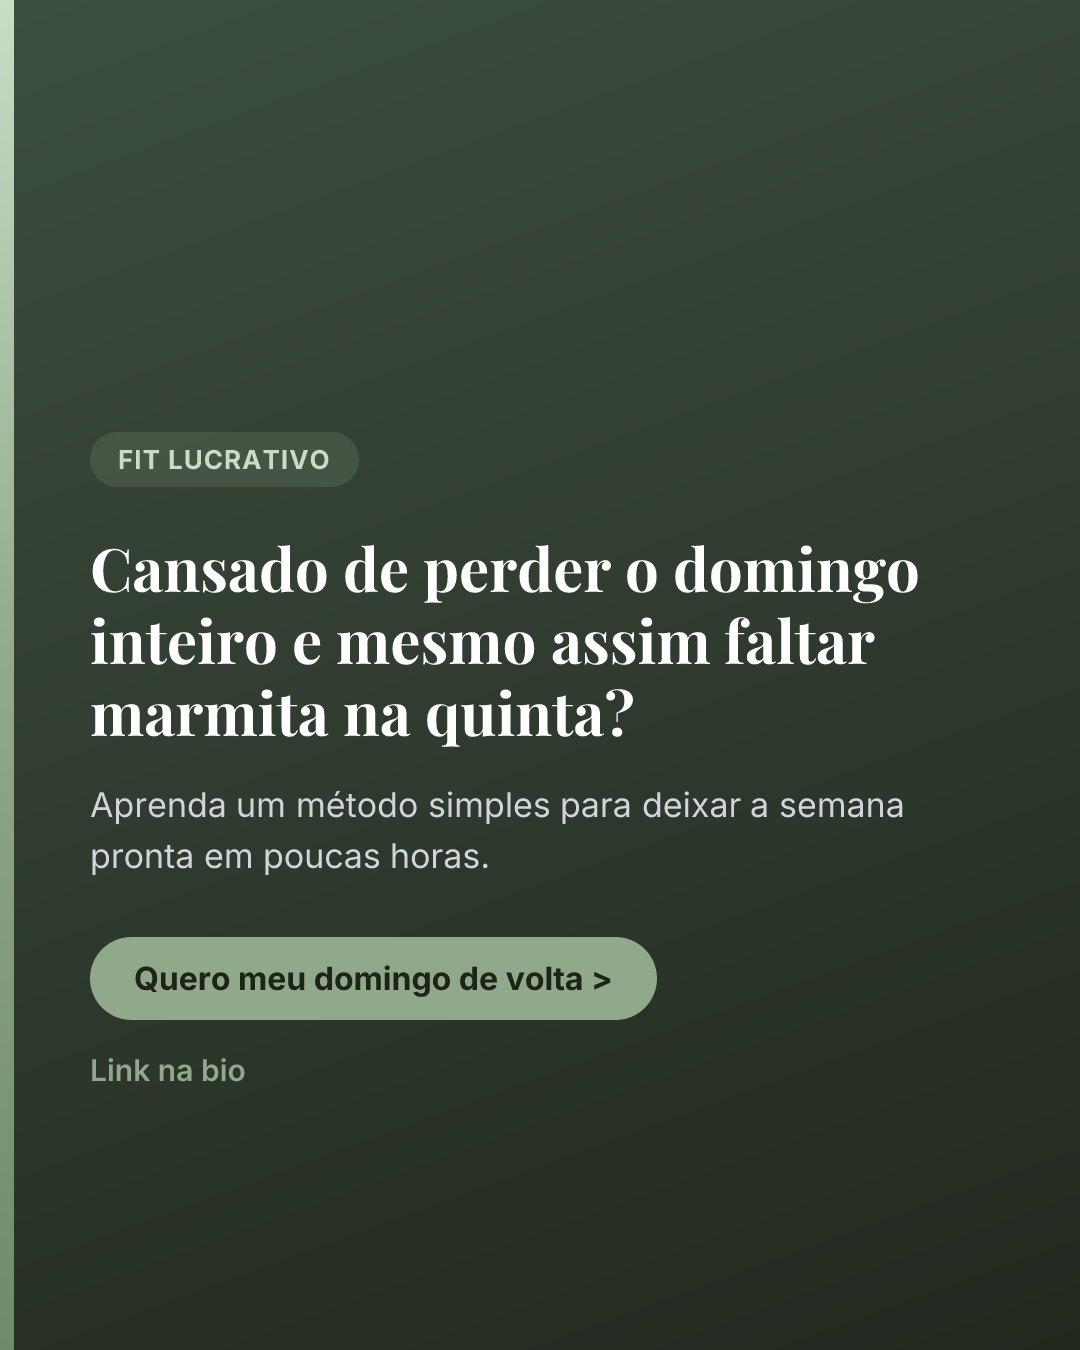 FIT LUCRATIVO
Cansado de perder o domingo
inteiro e mesmo assim faltar
marmita na quinta?
Aprenda um método simples para deixar a semana
pronta em poucas horas.
Quero meu domingo de volta >
Link na bio